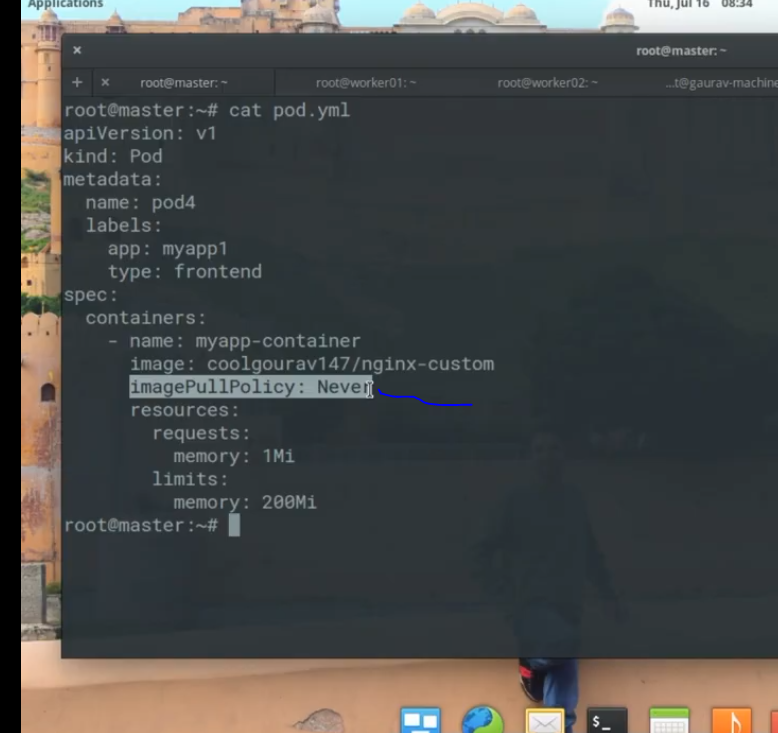 Applications
Thu, Jul 16 08:34
root@master: ~
root@master: ~
root@worker01: ~
root@worker02: ~
...t@gaurav-machine
root@master:~# cat pod.yml
apiVersion: v1
kind: Pod
metadata:
  name: pod4
  labels:
    app: myapp1
    type: frontend
spec:
  containers:
    - name: myapp-container
      image: coolgourav147/nginx-custom
      imagePullPolicy: Never
      resources:
        requests:
          memory: 1Mi
        limits:
          memory: 200Mi
root@master:~#
$_